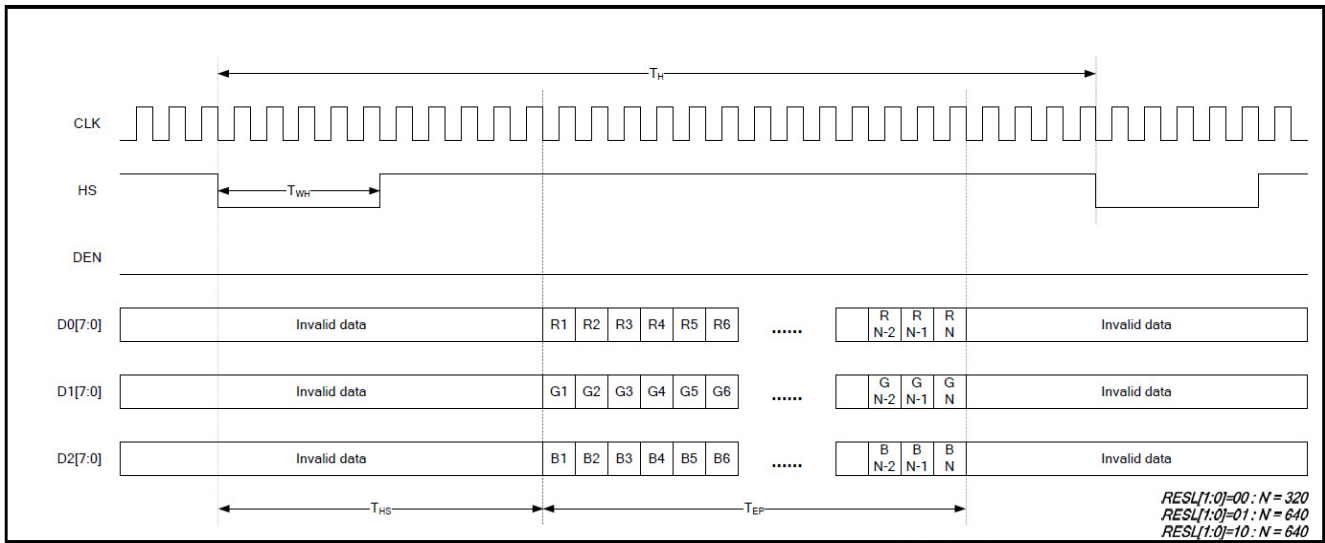 TH
CLK
HS
TWH
DEN
D0[7:0] Invalid data R1 R2 R3 R4 R5 R6 ...... R N-2 R N-1 R N Invalid data
D1[7:0] Invalid data G1 G2 G3 G4 G5 G6 ...... G N-2 G N-1 G N Invalid data
D2[7:0] Invalid data B1 B2 B3 B4 B5 B6 ...... B N-2 B N-1 B N Invalid data
THS TEP
RESL[1:0]=00 : N = 320
RESL[1:0]=01 : N = 640
RESL[1:0]=10 : N = 640